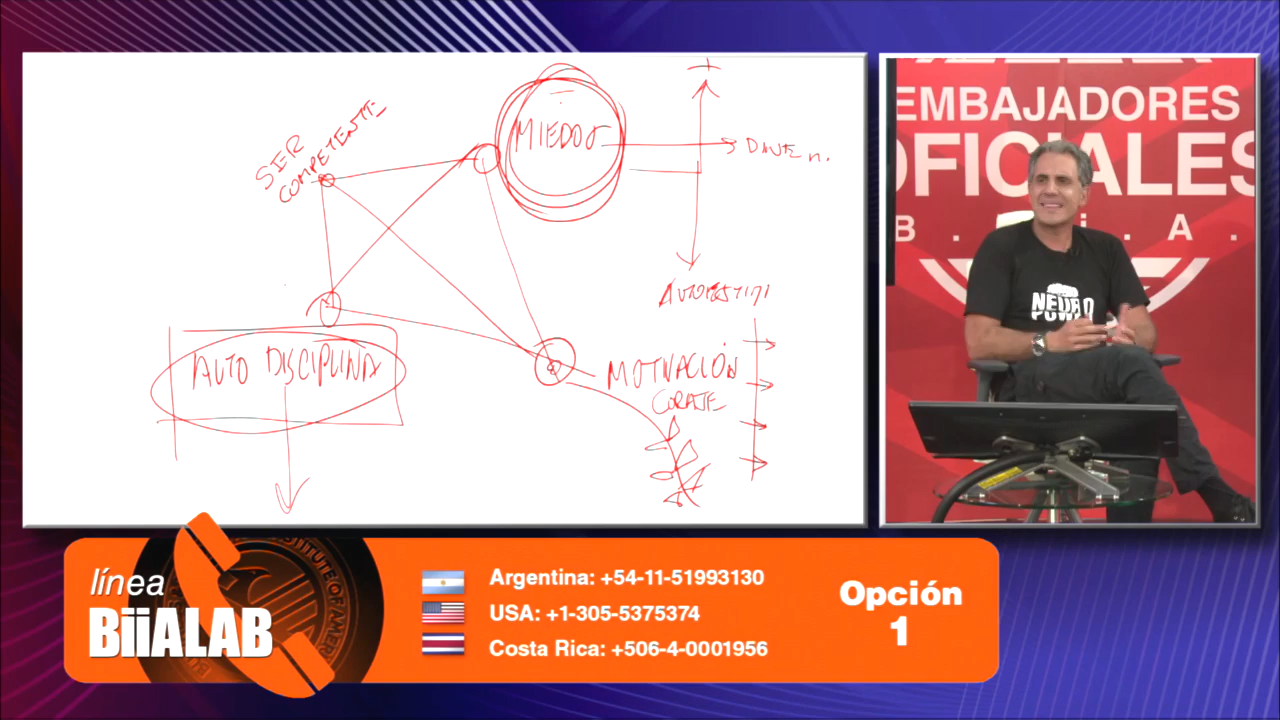 SER
COMPETENTE
MIEDO
AUTO DISCIPLINA
MOTIVACIÓN
CORAJE
EMBAJADORES
OFICIALES
B . i . A .
NEURO
POWER
línea
BiiALAB
Argentina: +54-11-51993130
USA: +1-305-5375374
Costa Rica: +506-4-0001956
Opción
1